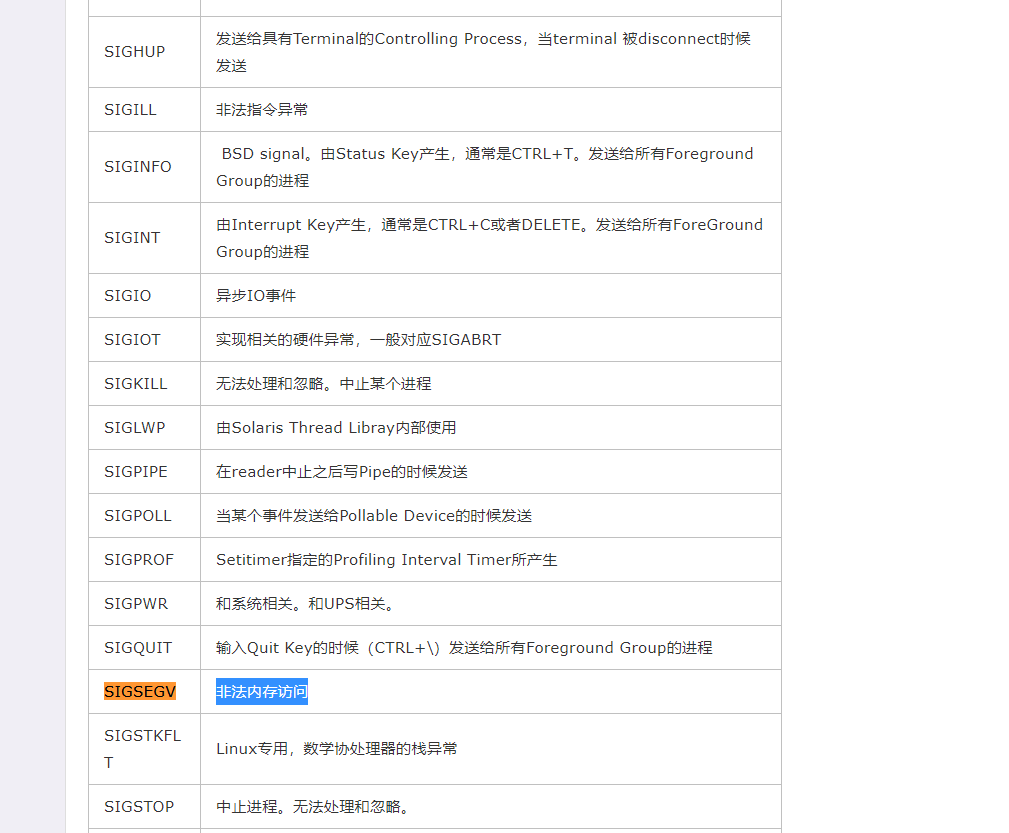 SIGHUP
发送给具有Terminal的Controlling Process，当terminal 被disconnect时候
发送
SIGILL
非法指令异常
SIGINFO
BSD signal。由Status Key产生，通常是CTRL+T。发送给所有Foreground
Group的进程
SIGINT
由Interrupt Key产生，通常是CTRL+C或者DELETE。发送给所有ForeGround
Group的进程
SIGIO
异步IO事件
SIGIOT
实现相关的硬件异常，一般对应SIGABRT
SIGKILL
无法处理和忽略。中止某个进程
SIGLWP
由Solaris Thread Libray内部使用
SIGPIPE
在reader中止之后写Pipe的时候发送
SIGPOLL
当某个事件发送给Pollable Device的时候发送
SIGPROF
Setitimer指定的Profiling Interval Timer所产生
SIGPWR
和系统相关。和UPS相关。
SIGQUIT
输入Quit Key的时候（CTRL+\）发送给所有Foreground Group的进程
SIGSEGV
非法内存访问
SIGSTKFL
T
Linux专用，数学协处理器的栈异常
SIGSTOP
中止进程。无法处理和忽略。